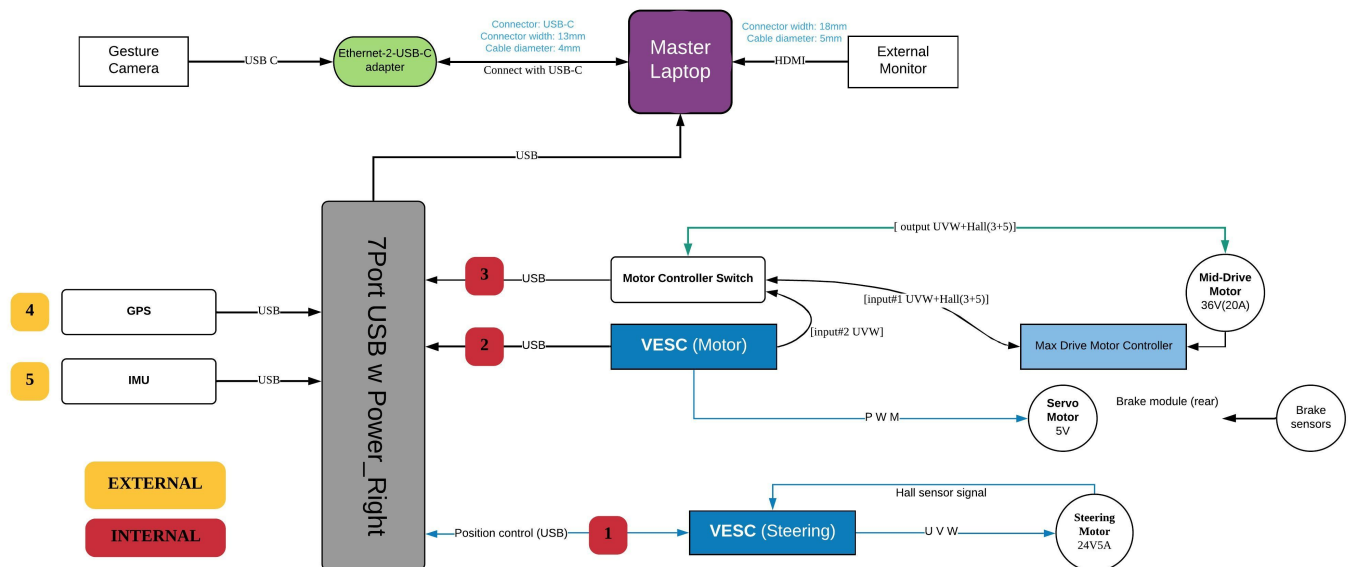 Gesture
Camera
USB C
Ethernet-2-USB-C
adapter
Connector: USB-C
Connector width: 13mm
Cable diameter: 4mm
Connect with USB-C
Master
Laptop
Connector width: 18mm
Cable diameter: 5mm
HDMI
External
Monitor
USB
7Port USB w Power_Right
[ output UVW+Hall(3+5)]
3
USB
Motor Controller Switch
Mid-Drive
Motor
36V(20A)
[input#1 UVW+Hall(3+5)]
4
GPS
USB
2
USB
VESC (Motor)
[input#2 UVW]
Max Drive Motor Controller
5
IMU
USB
P W M
Servo
Motor
5V
Brake module (rear)
Brake
sensors
EXTERNAL
INTERNAL
Hall sensor signal
Position control (USB)
1
VESC (Steering)
U V W
Steering
Motor
24V5A